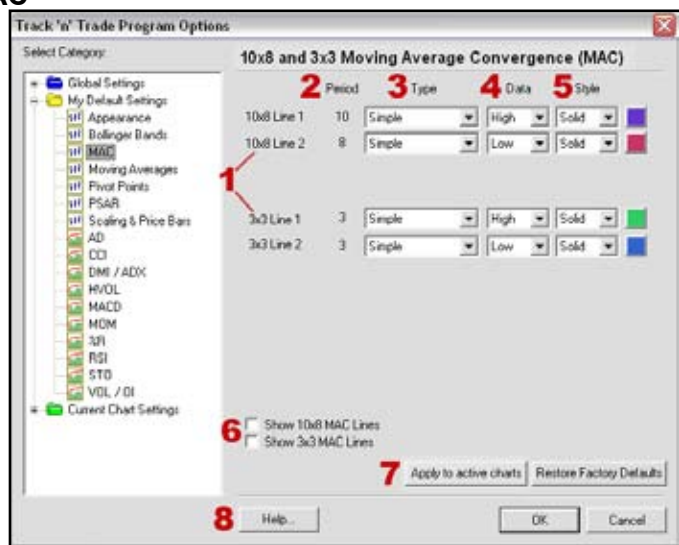 Track 'n' Trade Program Options
Select Category:
Global Settings
My Default Settings
Appearance
Bollinger Bands
MAC
Moving Averages
Pivot Points
PSAR
Scaling & Price Bars
AD
CCI
DMI / ADX
HVOL
MACD
MOM
%R
RSI
STO
VOL / OI
Current Chart Settings
10x8 and 3x3 Moving Average Convergence (MAC)
2 Period 3 Type 4 Data 5 Style
10x8 Line 1 10 Simple High Solid
10x8 Line 2 8 Simple Low Solid
1
3x3 Line 1 3 Simple High Solid
3x3 Line 2 3 Simple Low Solid
6 Show 10x8 MAC Lines
Show 3x3 MAC Lines
7 Apply to active charts Restore Factory Defaults
8 Help... OK Cancel